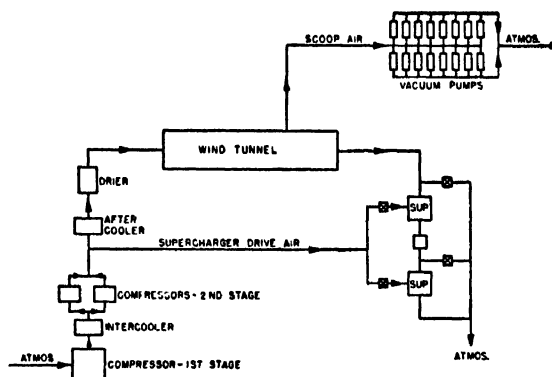 SCOOP AIR
ATMOS.
VACUUM PUMPS
WIND TUNNEL
DRIER
AFTER
COOLER
SUP
SUPERCHARGER DRIVE AIR
COMPRESSORS-2ND STAGE
SUP
INTERCOOLER
ATMOS.
ATMOS
COMPRESSOR-1ST STAGE